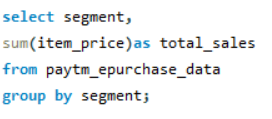 select segment,
sum(item_price)as total_sales
from paytm_epurchase_data
group by segment;